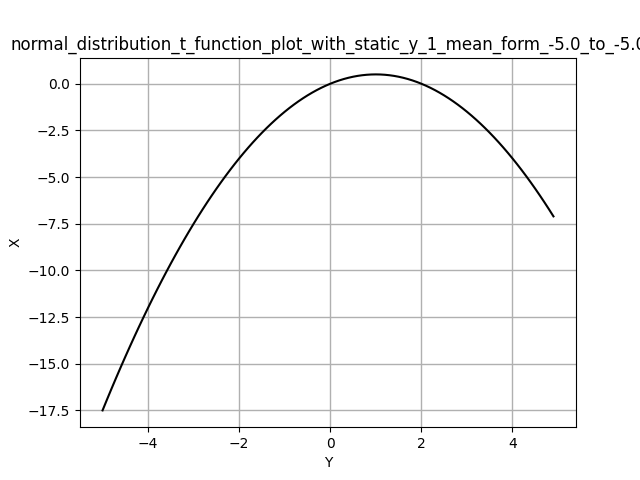 normal_distribution_t_function_plot_with_static_y_1_mean_form_-5.0_to_-5.0
0.0
−2.5
−5.0
−7.5
−10.0
−12.5
−15.0
−17.5
X
−4 −2 0 2 4
Y